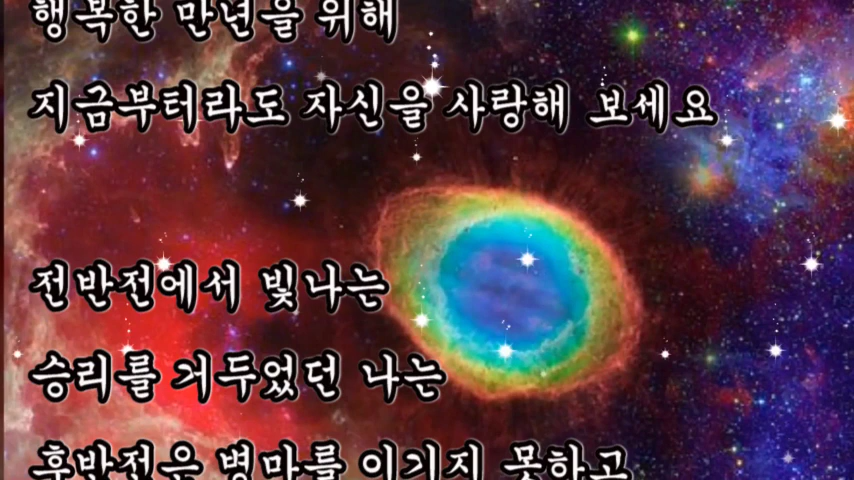 행복한 만년을 위해
지금부터라도 자신을 사랑해 보세요
전반전에서 빛나는
승리를 거두었던 나는
후반전은 병마를 이기지 못하고